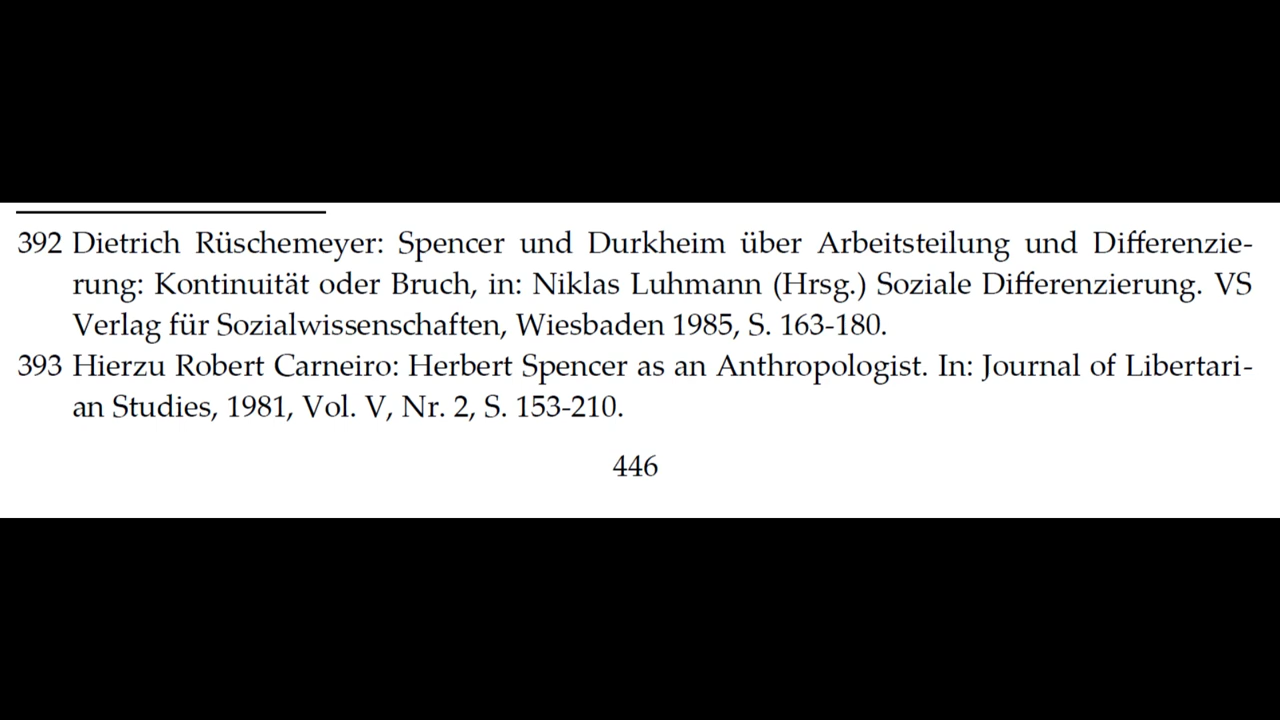 392 Dietrich Rüschemeyer: Spencer und Durkheim über Arbeitsteilung und Differenzie-
rung: Kontinuität oder Bruch, in: Niklas Luhmann (Hrsg.) Soziale Differenzierung. VS
Verlag für Sozialwissenschaften, Wiesbaden 1985, S. 163-180.
393 Hierzu Robert Carneiro: Herbert Spencer as an Anthropologist. In: Journal of Libertari-
an Studies, 1981, Vol. V, Nr. 2, S. 153-210.
446